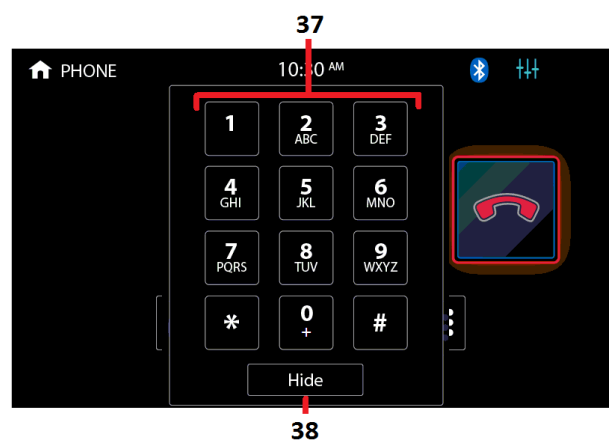 37
PHONE
10:30 AM
1
2
ABC
3
DEF
4
GHI
5
JKL
6
MNO
7
PQRS
8
TUV
9
WXYZ
*
0
+
#
Hide
38